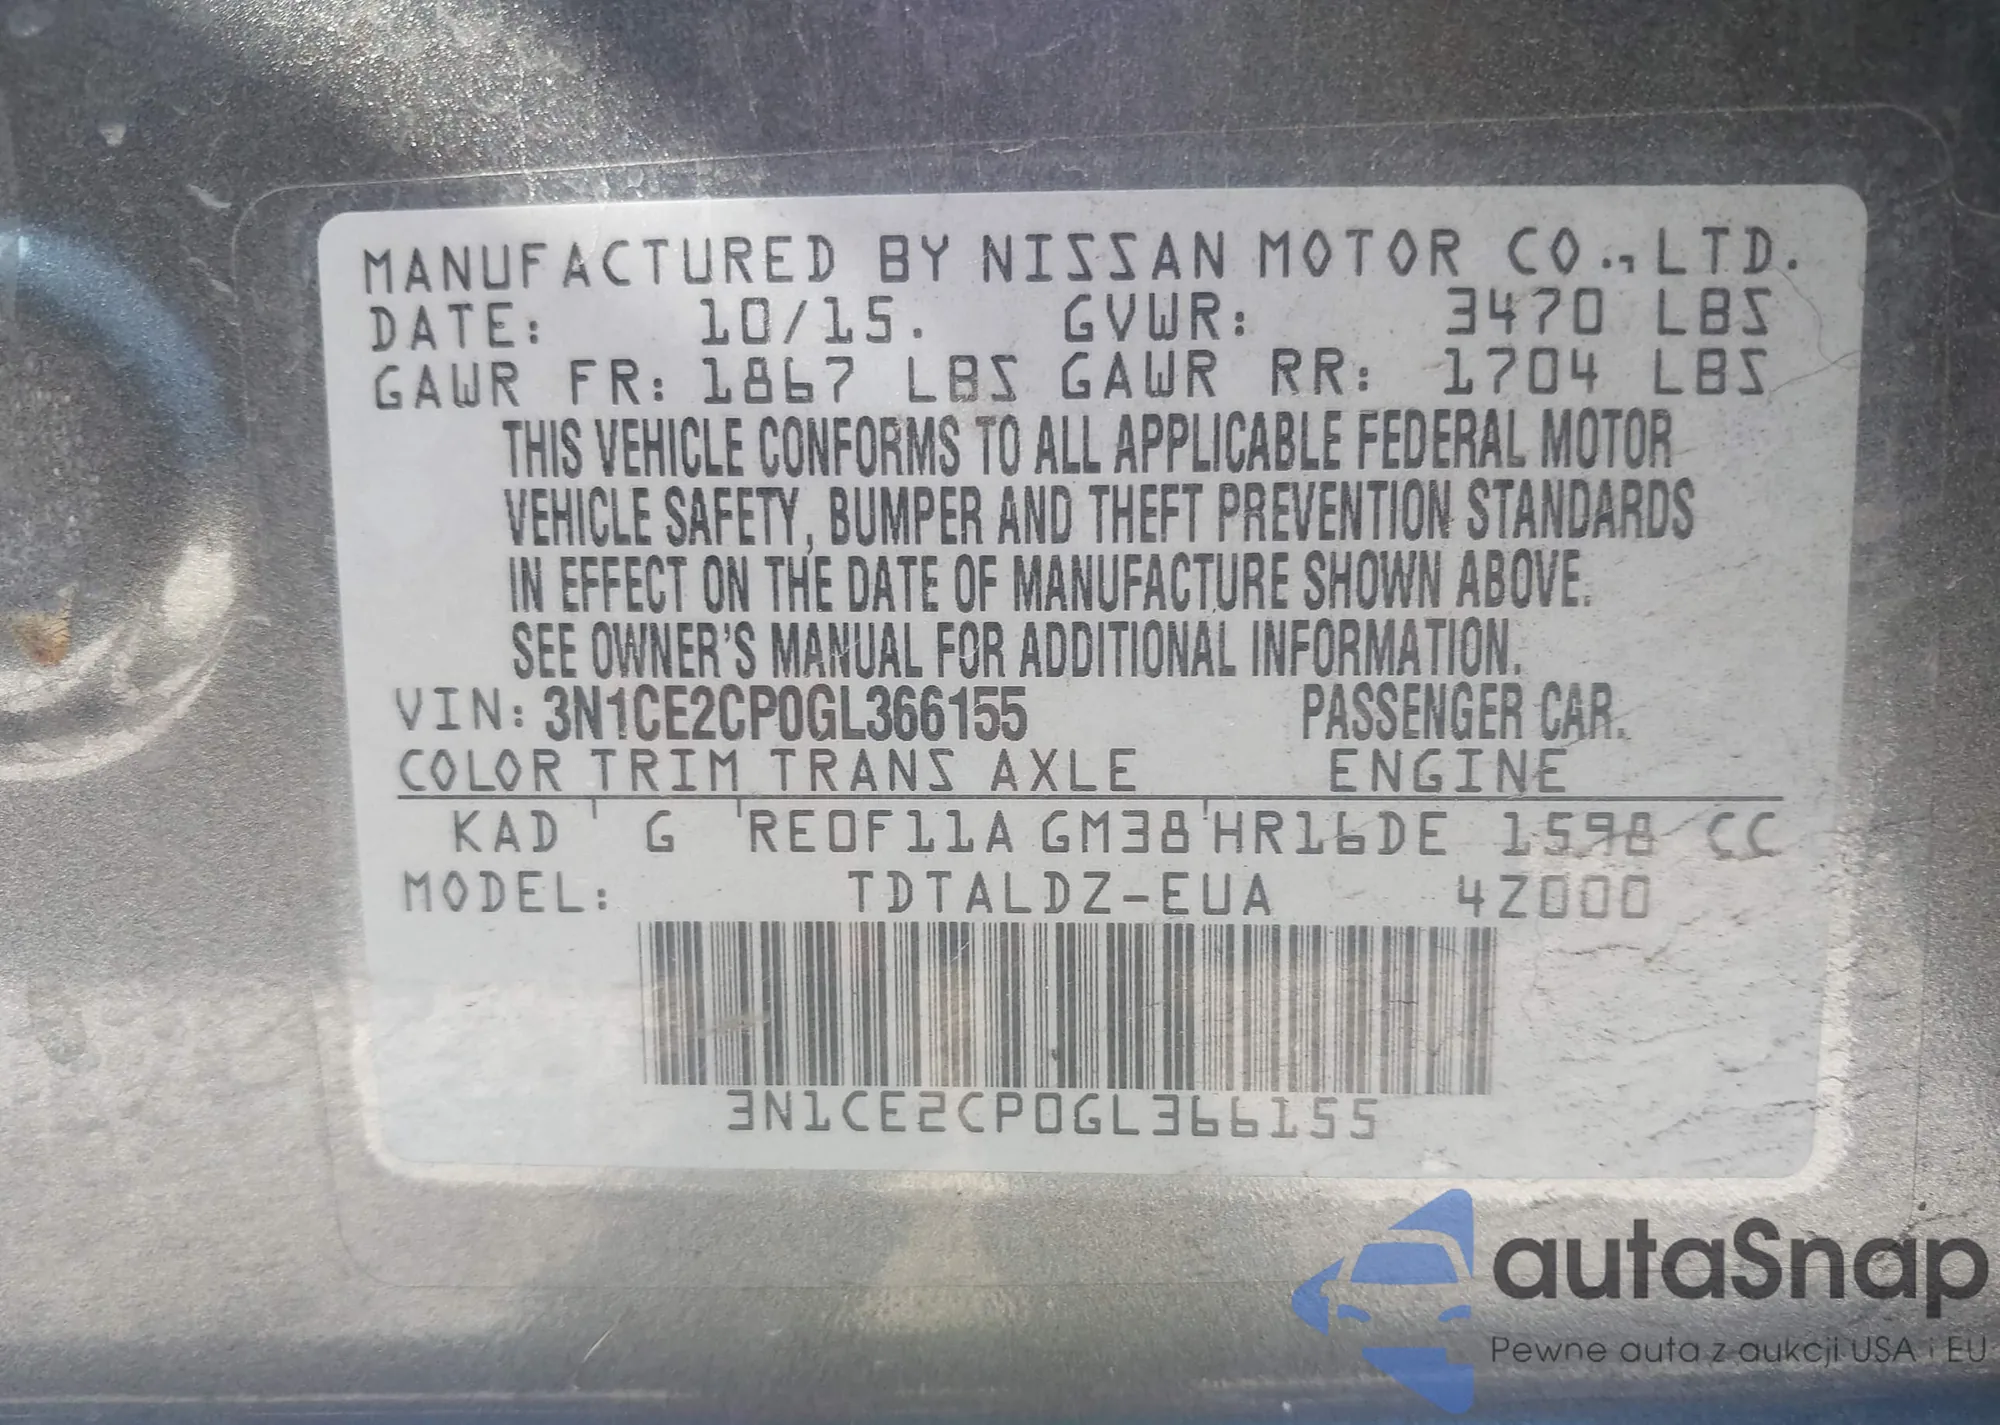 MANUFACTURED BY NISSAN MOTOR CO.,LTD.
DATE: 10/15. GVWR: 3470 LBS
GAWR FR: 1867 LBS GAWR RR: 1704 LBS
THIS VEHICLE CONFORMS TO ALL APPLICABLE FEDERAL MOTOR
VEHICLE SAFETY, BUMPER AND THEFT PREVENTION STANDARDS
IN EFFECT ON THE DATE OF MANUFACTURE SHOWN ABOVE.
SEE OWNER'S MANUAL FOR ADDITIONAL INFORMATION.
VIN: 3N1CE2CP0GL366155 PASSENGER CAR.
COLOR TRIM TRANS AXLE ENGINE
KAD G RE0F11A GM38 HR16DE 1598 CC
MODEL: TDTALDZ-EUA 4Z000
3N1CE2CP0GL366155
autaSnap
Pewne auta z aukcji USA i EU